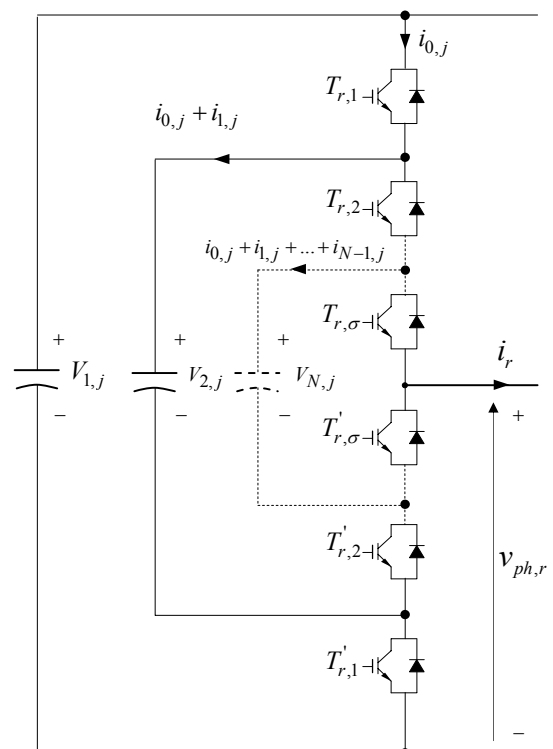 i_{0,j}
T_{r,1}
i_{0,j} + i_{1,j}
T_{r,2}
i_{0,j} + i_{1,j} + ... + i_{N-1,j}
T_{r,σ}
i_r
+ + +
V_{1,j} V_{2,j} V_{N,j}
− − −
+
T'_{r,σ}
T'_{r,2}
v_{ph,r}
T'_{r,1}
−